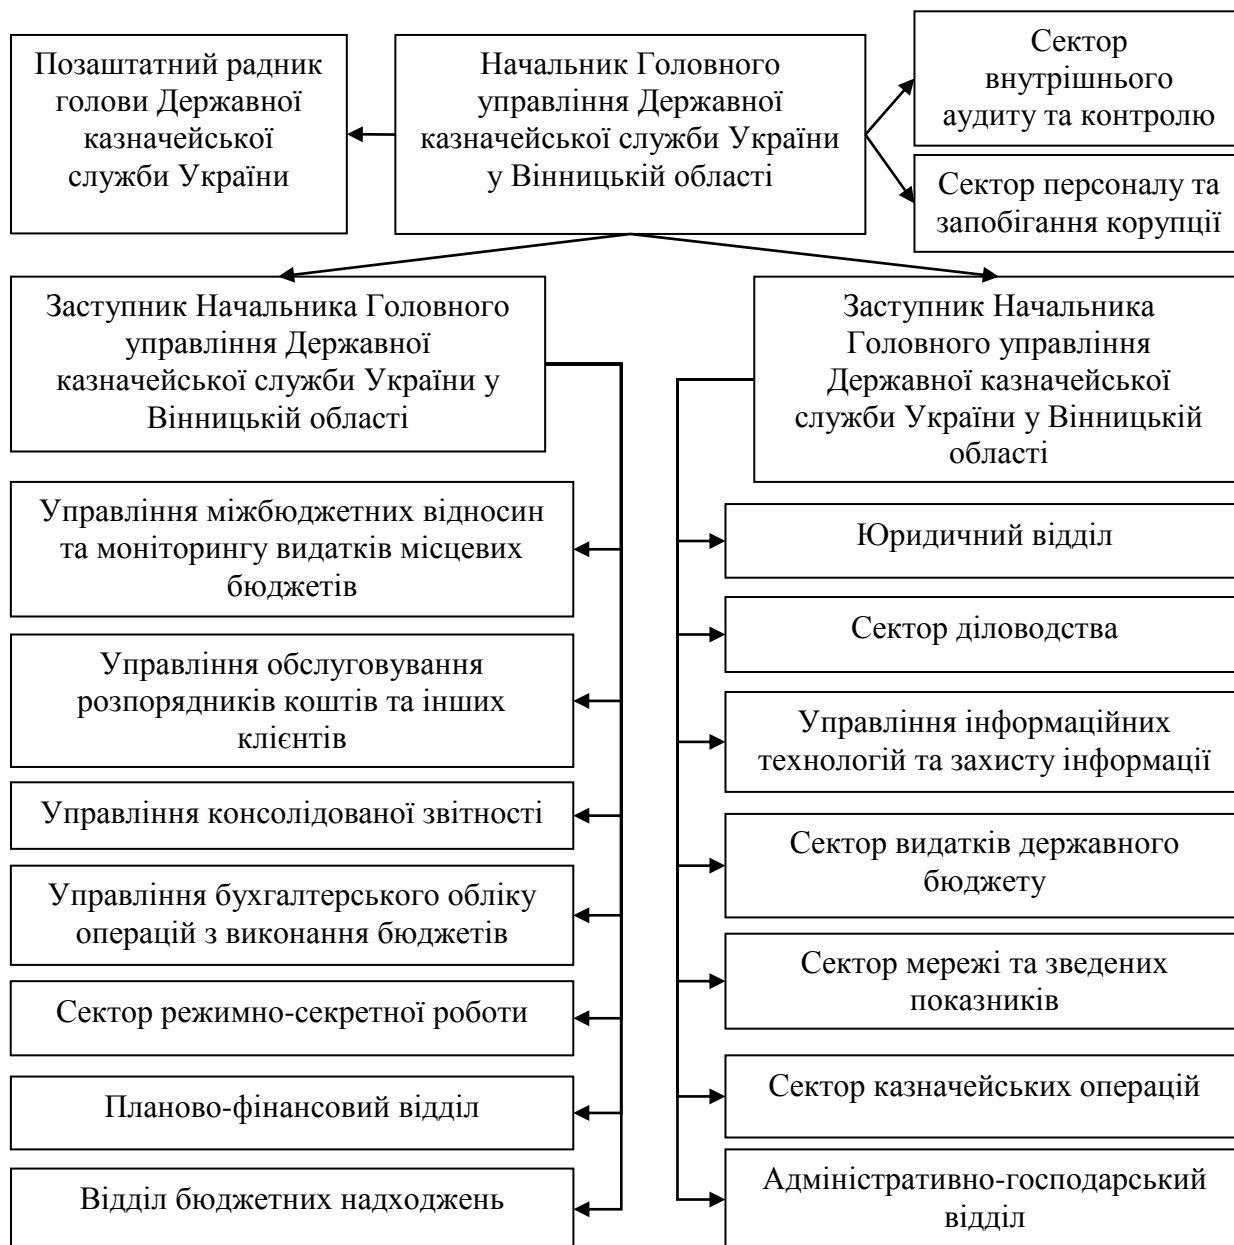 Позаштатний радник
голови Державної
казначейської
служби України
Начальник Головного
управління Державної
казначейської служби України
у Вінницькій області
Сектор
внутрішнього
аудиту та контролю
Сектор персоналу та
запобігання корупції
Заступник Начальника Головного
управління Державної
казначейської служби України у
Вінницькій області
Заступник Начальника
Головного управління
Державної казначейської
служби України у Вінницькій
області
Управління міжбюджетних відносин
та моніторингу видатків місцевих
бюджетів
Управління обслуговування
розпорядників коштів та інших
клієнтів
Управління консолідованої звітності
Управління бухгалтерського обліку
операцій з виконання бюджетів
Сектор режимно-секретної роботи
Планово-фінансовий відділ
Відділ бюджетних надходжень
Юридичний відділ
Сектор діловодства
Управління інформаційних
технологій та захисту інформації
Сектор видатків державного
бюджету
Сектор мережі та зведених
показників
Сектор казначейських операцій
Адміністративно-господарський
відділ